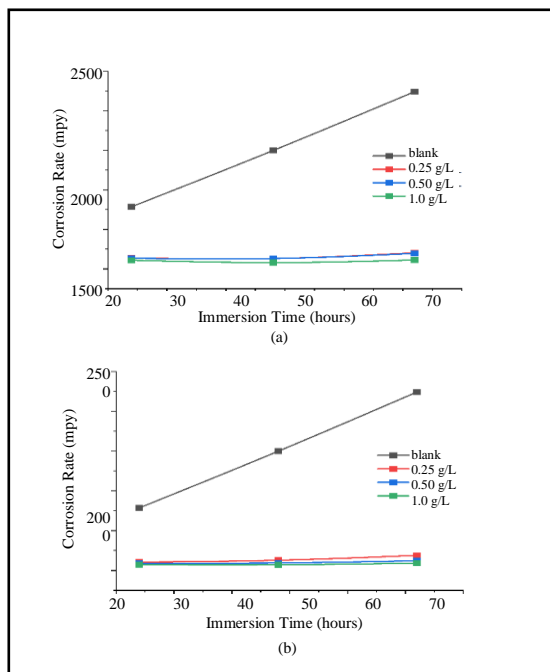 2500
Corrosion Rate (mpy)
blank
0.25 g/L
0.50 g/L
1.0 g/L
2000
1500
20 30 40 50 60 70
Immersion Time (hours)
(a)
250
0
Corrosion Rate (mpy)
blank
0.25 g/L
0.50 g/L
1.0 g/L
200
0
20 30 40 50 60 70
Immersion Time (hours)
(b)